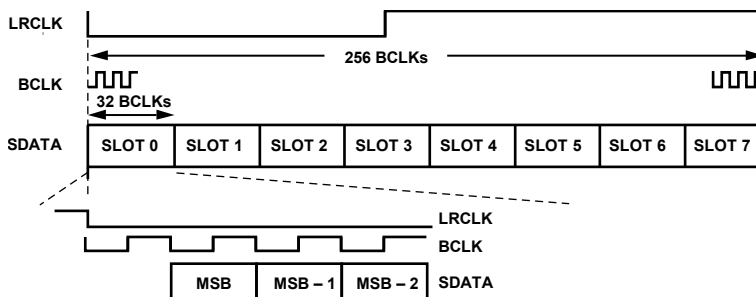 LRCLK
256 BCLKs
BCLK
32 BCLKs
SDATA SLOT 0 SLOT 1 SLOT 2 SLOT 3 SLOT 4 SLOT 5 SLOT 6 SLOT 7
LRCLK
BCLK
MSB MSB – 1 MSB – 2 SDATA